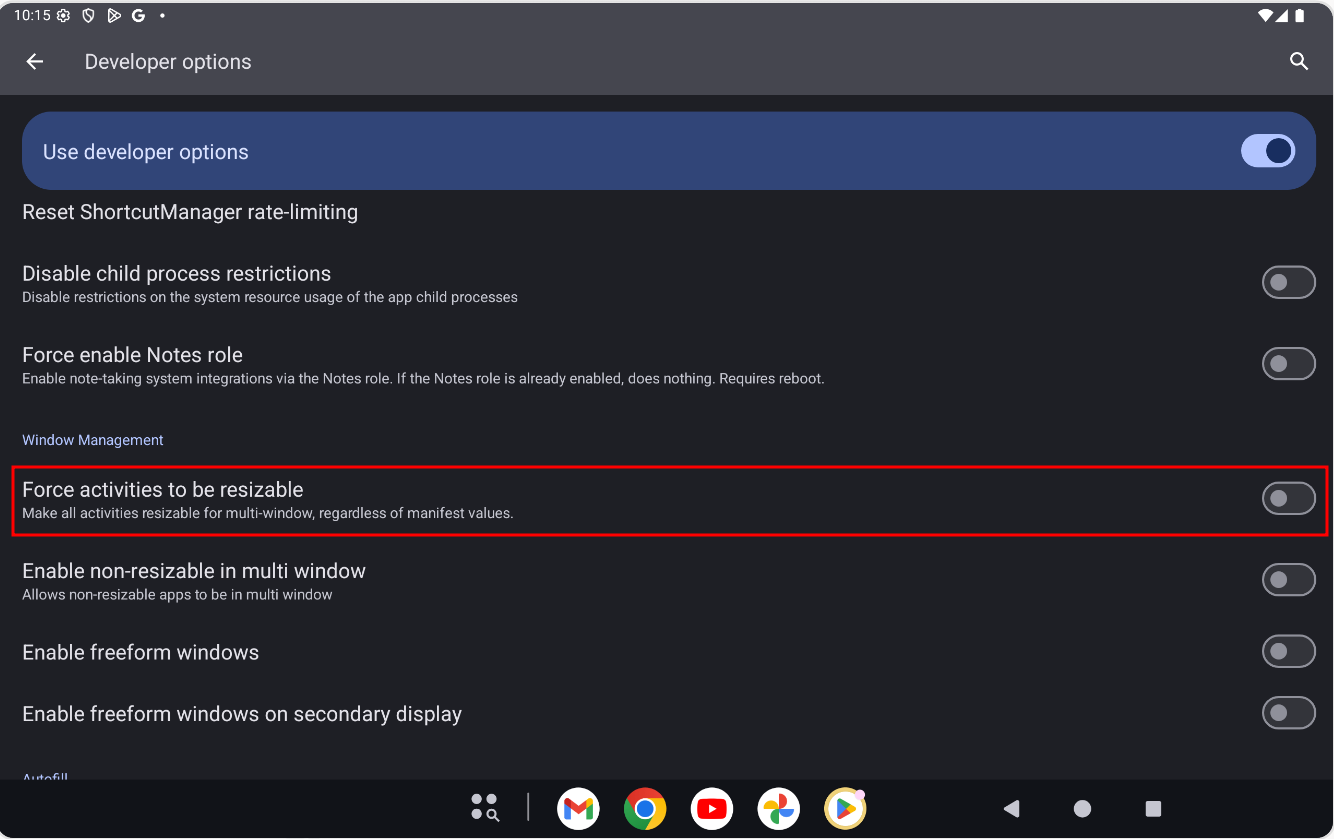 10:15
Developer options
Use developer options
Reset ShortcutManager rate-limiting
Disable child process restrictions
Disable restrictions on the system resource usage of the app child processes
Force enable Notes role
Enable note-taking system integrations via the Notes role. If the Notes role is already enabled, does nothing. Requires reboot.
Window Management
Force activities to be resizable
Make all activities resizable for multi-window, regardless of manifest values.
Enable non-resizable in multi window
Allows non-resizable apps to be in multi window
Enable freeform windows
Enable freeform windows on secondary display
Autofill